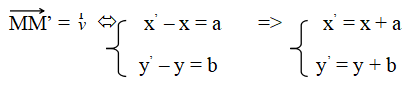 MM' = v ⇔ { x' – x = a => { x' = x + a
y' – y = b y' = y + b